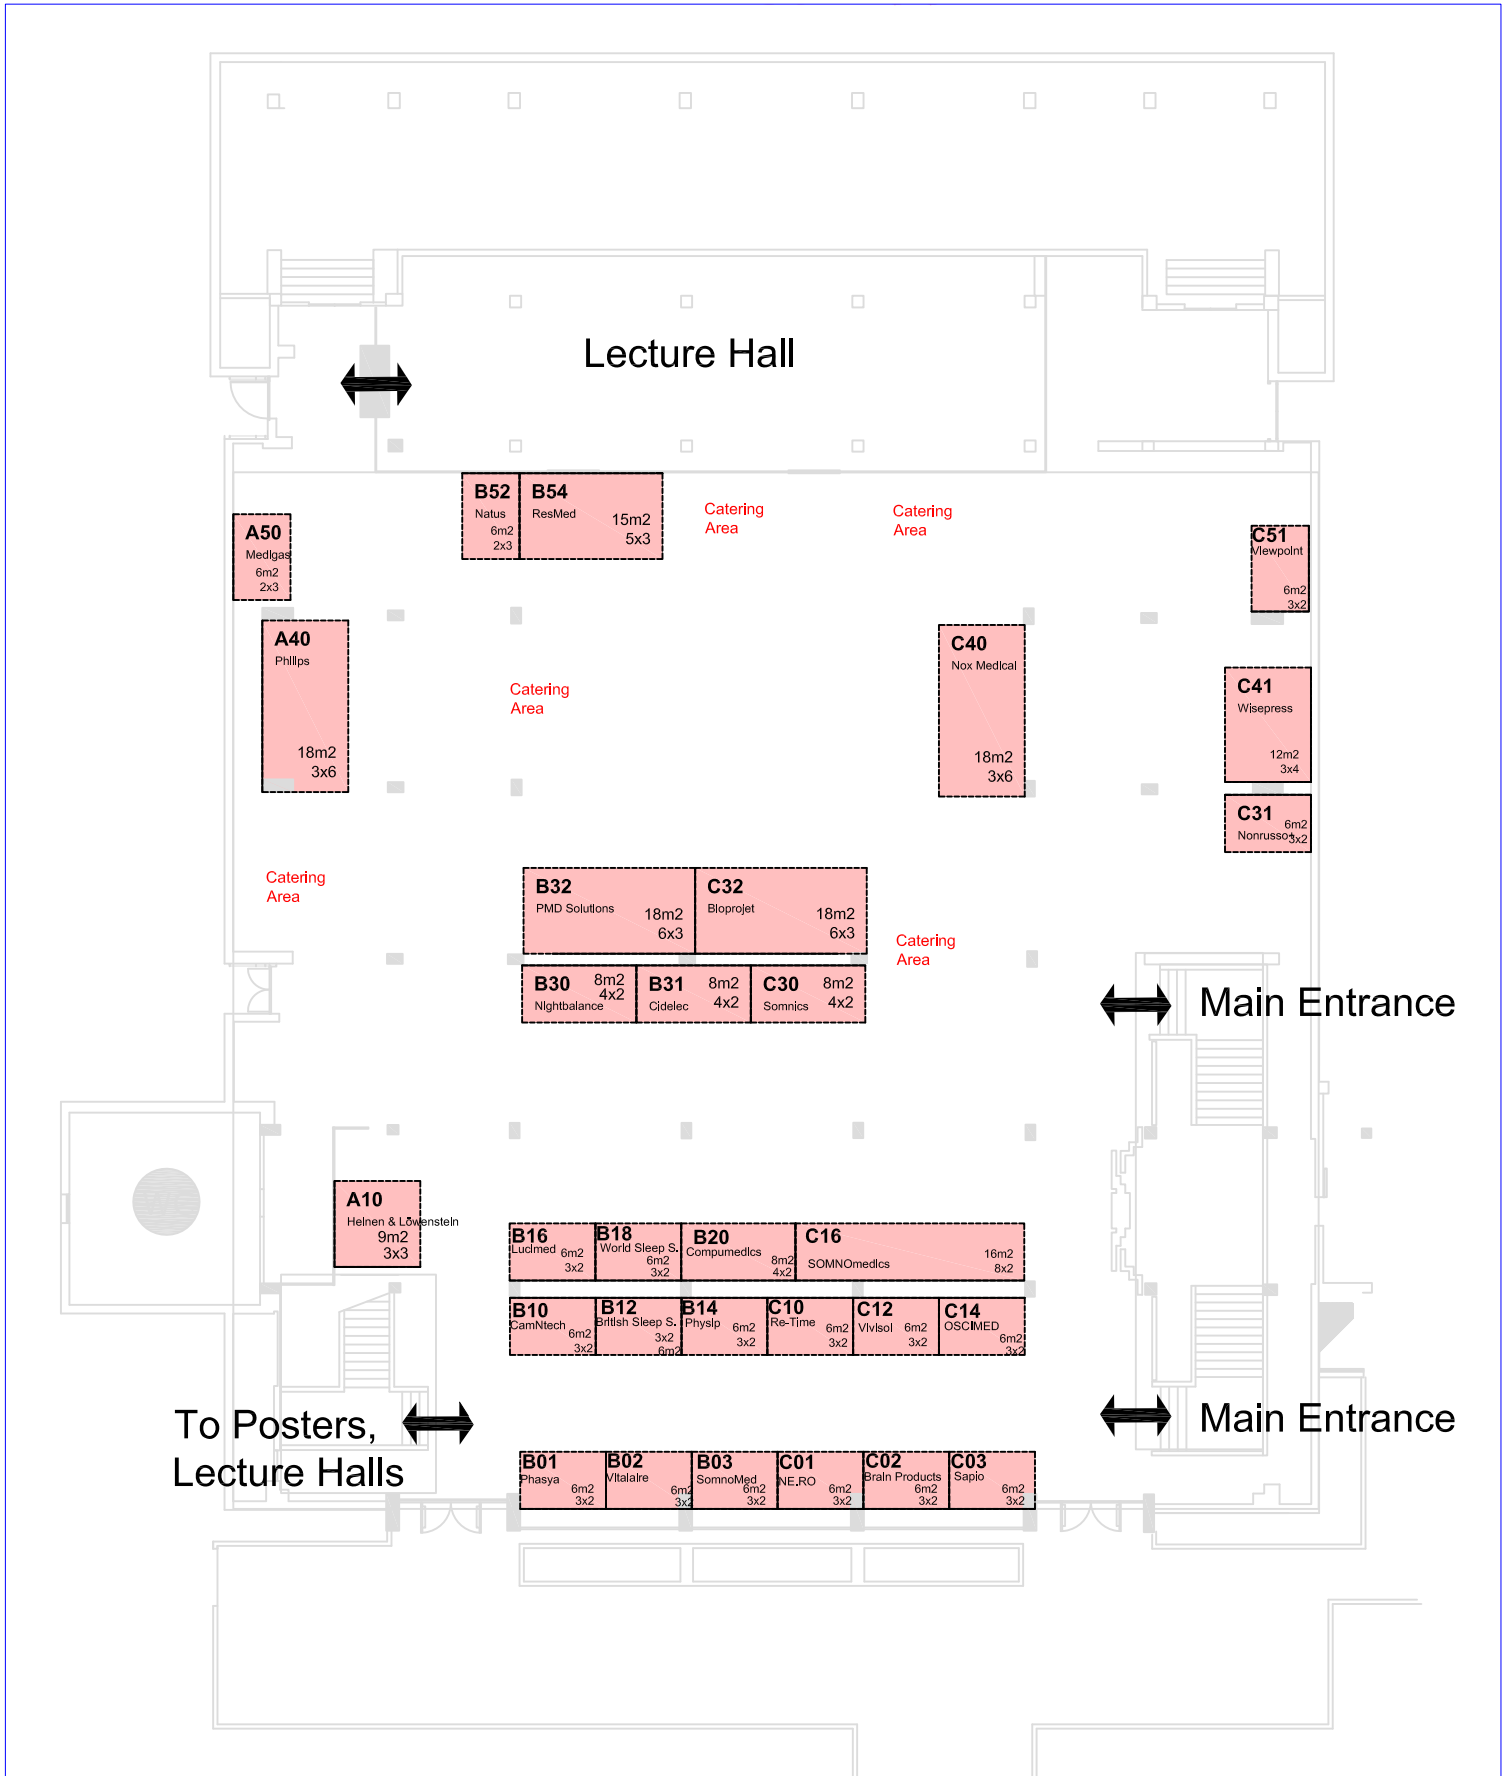 Lecture Hall
B52
Natus
6m2
2x3
B54
ResMed
15m2
5x3
Catering
Area
Catering
Area
A50
Medigas
6m2
2x3
C51
Viewpoint
6m2
3x2
A40
Philips
18m2
3x6
C40
Nox Medical
18m2
3x6
Catering
Area
C41
Wisepress
12m2
3x4
C31
Nonrusso+
6m2
3x2
Catering
Area
B32
PMD Solutions
18m2
6x3
C32
Bioprojet
18m2
6x3
Catering
Area
B30
Nightbalance
8m2
4x2
B31
Cidelec
8m2
4x2
C30
Somnics
8m2
4x2
Main Entrance
A10
Heinen & Löwenstein
9m2
3x3
B16
Lucimed
6m2
3x2
B18
World Sleep S.
6m2
3x2
B20
Compumedics
8m2
4x2
C16
SOMNOmedics
16m2
8x2
B10
CamNtech
6m2
3x2
B12
British Sleep S.
3x2
6m2
B14
Physip
6m2
3x2
C10
Re-Time
6m2
3x2
C12
Vivisol
6m2
3x2
C14
OSCIMED
6m2
3x2
To Posters,
Lecture Halls
Main Entrance
B01
Phasya
6m2
3x2
B02
Vitalaire
6m2
3x2
B03
SomnoMed
6m2
3x2
C01
NE.RO
6m2
3x2
C02
Brain Products
6m2
3x2
C03
Sapio
6m2
3x2